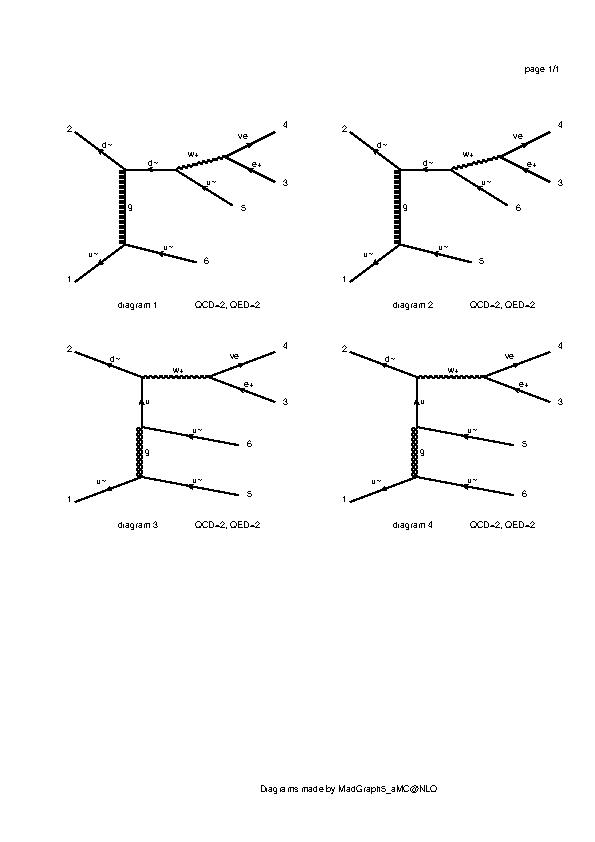 page 1/1
2 d~ d~ w+ ve 4
e+ 3
u~ 5
g
u~ u~ 6
1
diagram 1 QCD=2, QED=2
2 d~ d~ w+ ve 4
e+ 3
u~ 6
g
u~ u~ 5
1
diagram 2 QCD=2, QED=2
2 d~ w+ ve 4
e+ 3
u
u~ 6
g
1 u~ u~ 5
diagram 3 QCD=2, QED=2
2 d~ w+ ve 4
e+ 3
u
u~ 5
g
1 u~ u~ 6
diagram 4 QCD=2, QED=2
Diagrams made by MadGraph5_aMC@NLO